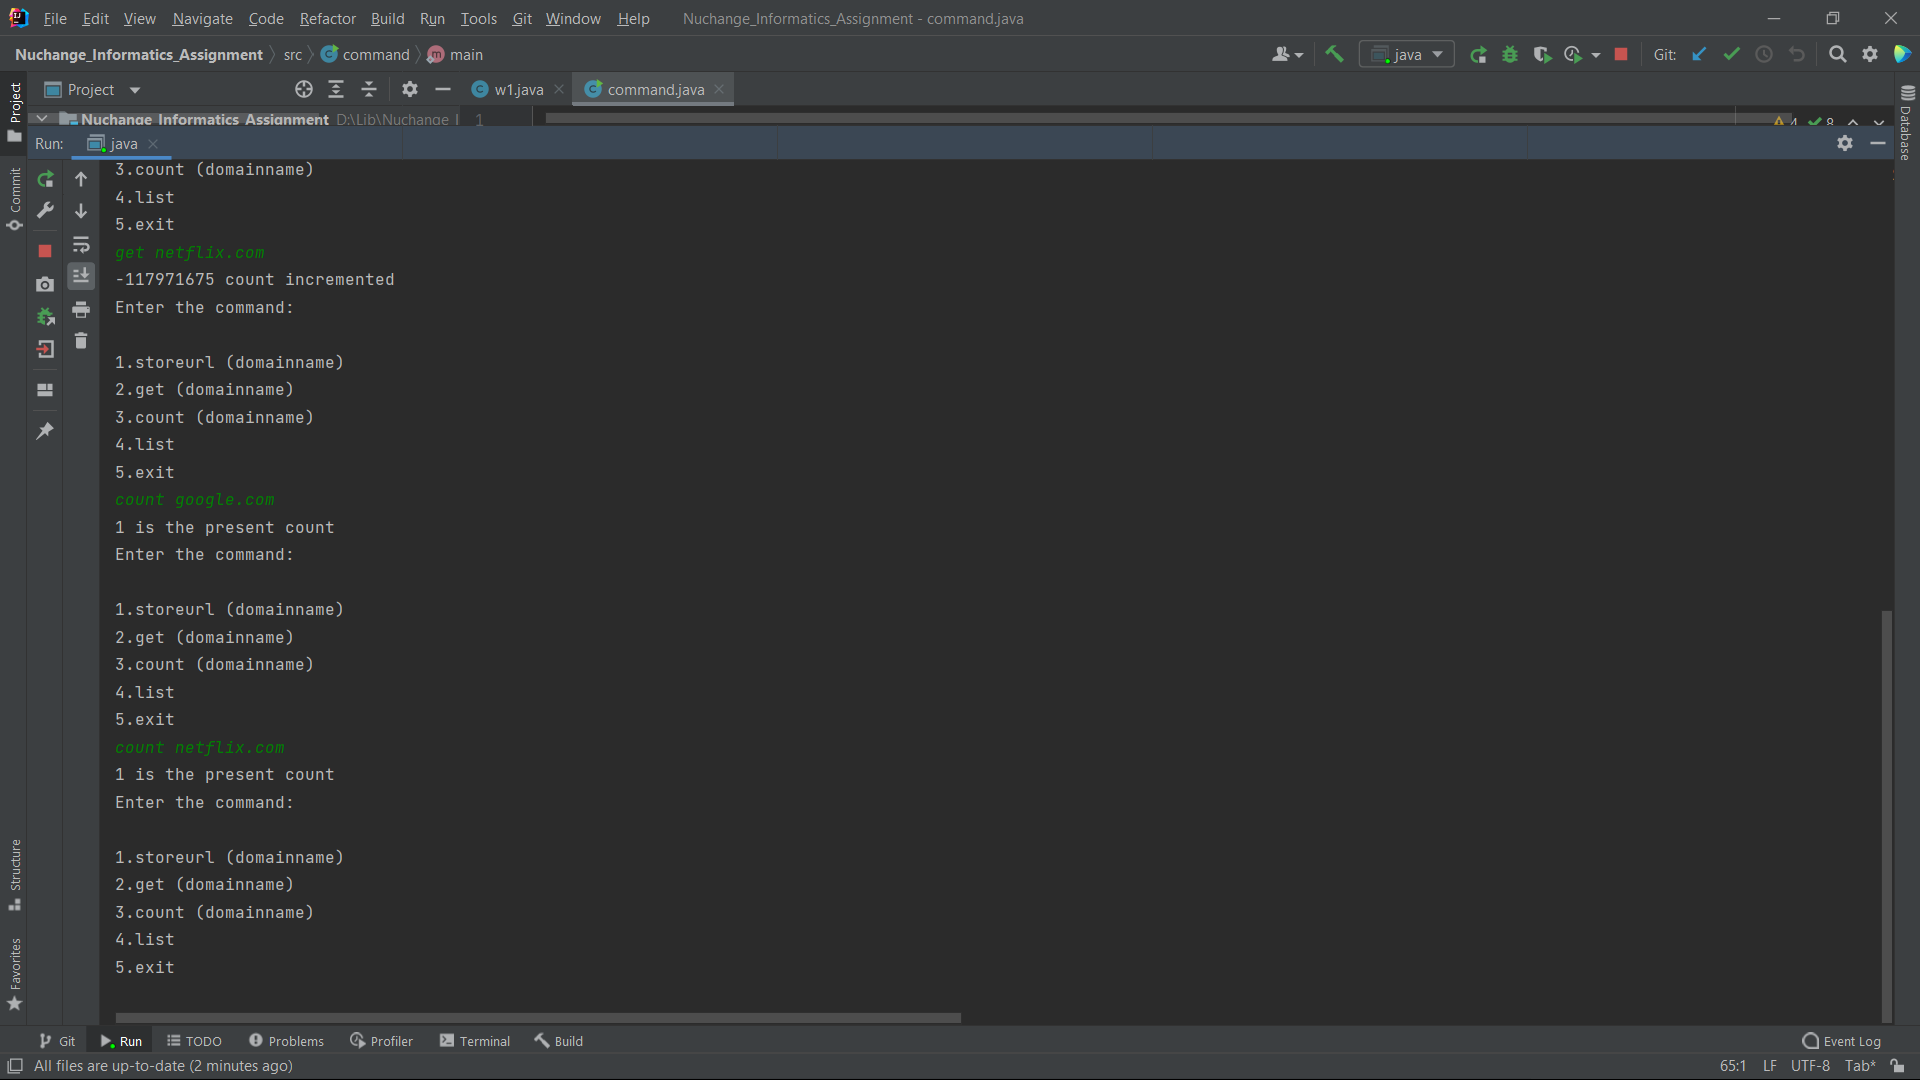 File Edit View Navigate Code Refactor Build Run Tools Git Window Help Nuchange_Informatics_Assignment - command.java
Nuchange_Informatics_Assignment src command main java Git:
Project w1.java command.java
Nuchange_Informatics_Assignment D:\Lib\Nuchange_I 1 4 8
Run: java
3.count (domainname)
4.list
5.exit
get netflix.com
-117971675 count incremented
Enter the command:
1.storeurl (domainname)
2.get (domainname)
3.count (domainname)
4.list
5.exit
count google.com
1 is the present count
Enter the command:
1.storeurl (domainname)
2.get (domainname)
3.count (domainname)
4.list
5.exit
count netflix.com
1 is the present count
Enter the command:
1.storeurl (domainname)
2.get (domainname)
3.count (domainname)
4.list
5.exit
Project
Commit
Structure
Favorites
Database
Git Run TODO Problems Profiler Terminal Build Event Log
All files are up-to-date (2 minutes ago) 65:1 LF UTF-8 Tab*